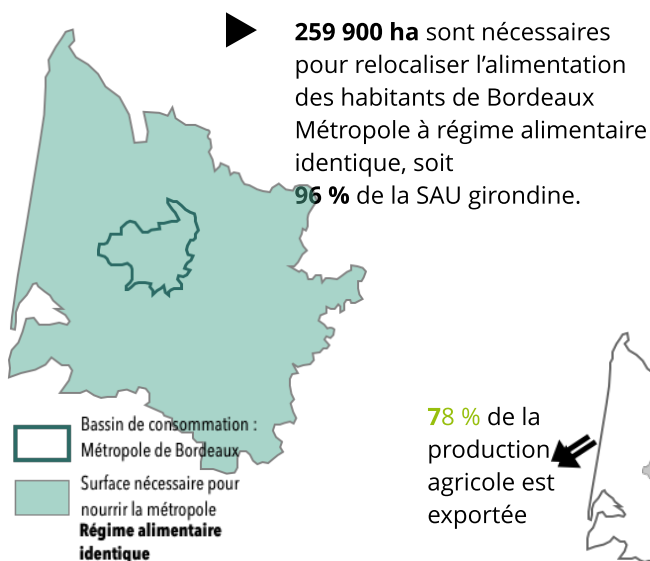 259 900 ha sont nécessaires
pour relocaliser l’alimentation
des habitants de Bordeaux
Métropole à régime alimentaire
identique, soit
96 % de la SAU girondine.
Bassin de consommation :
Métropole de Bordeaux
Surface nécessaire pour
nourrir la métropole
Régime alimentaire
identique
78 % de la
production
agricole est
exportée